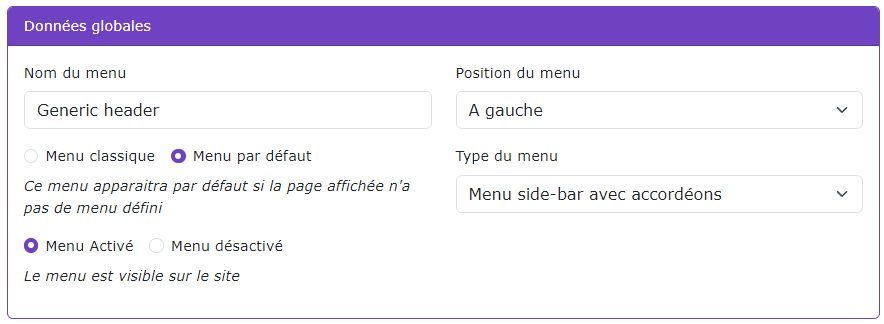 Données globales
Nom du menu
Generic header
Position du menu
A gauche
Menu classique Menu par défaut
Ce menu apparaitra par défaut si la page affichée n'a
pas de menu défini
Type du menu
Menu side-bar avec accordéons
Menu Activé Menu désactivé
Le menu est visible sur le site